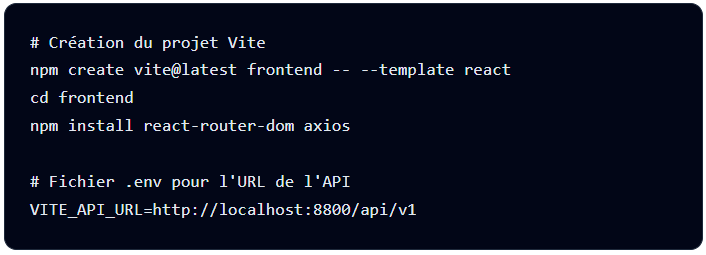 # Création du projet Vite
npm create vite@latest frontend -- --template react
cd frontend
npm install react-router-dom axios
# Fichier .env pour l'URL de l'API
VITE_API_URL=http://localhost:8800/api/v1